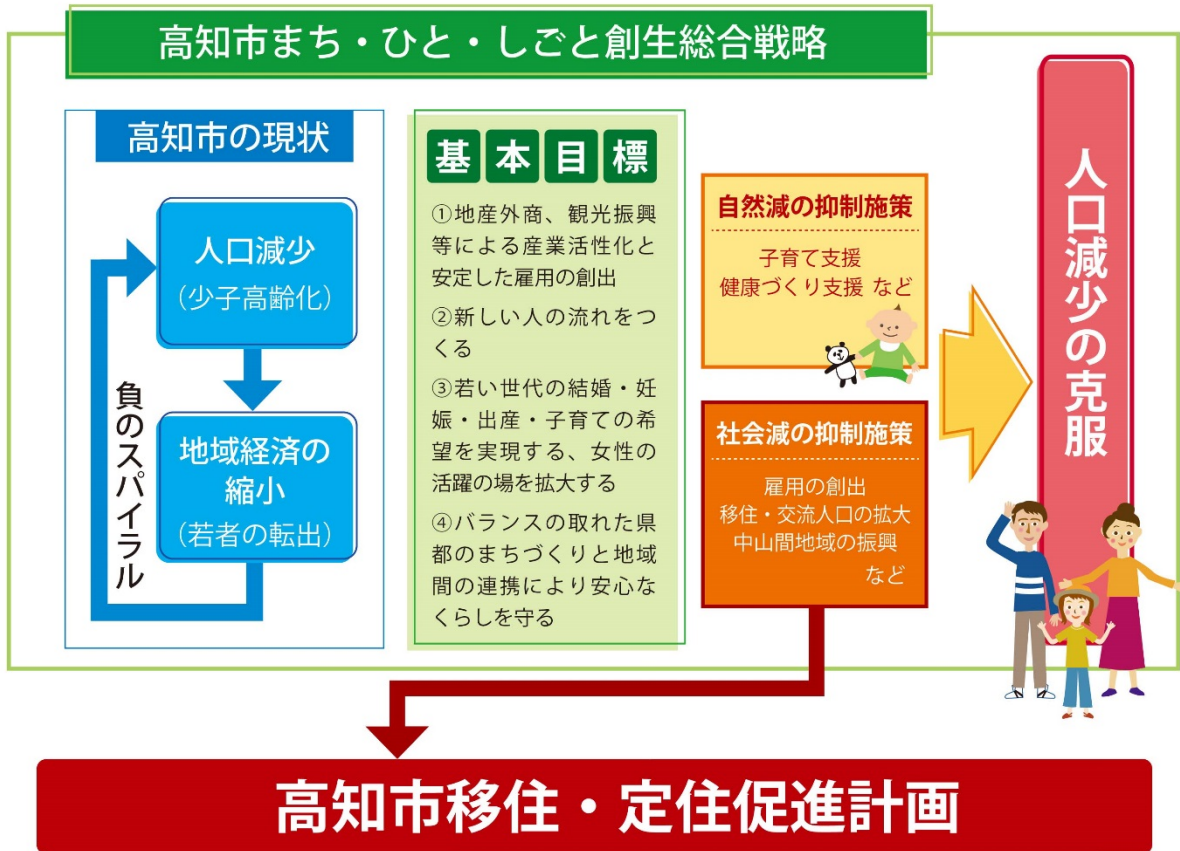 高知市まち・ひと・しごと創生総合戦略
高知市の現状
人口減少
（少子高齢化）
負のスパイラル
地域経済の
縮小
（若者の転出）
基本目標
①地産外商、観光振興
等による産業活性化と
安定した雇用の創出
②新しい人の流れをつ
くる
③若い世代の結婚・妊
娠・出産・子育ての希
望を実現する、女性の
活躍の場を拡大する
④バランスの取れた県
都のまちづくりと地域
間の連携により安心な
くらしを守る
自然減の抑制施策
子育て支援
健康づくり支援 など
社会減の抑制施策
雇用の創出
移住・交流人口の拡大
中山間地域の振興
など
人口減少の克服
高知市移住・定住促進計画